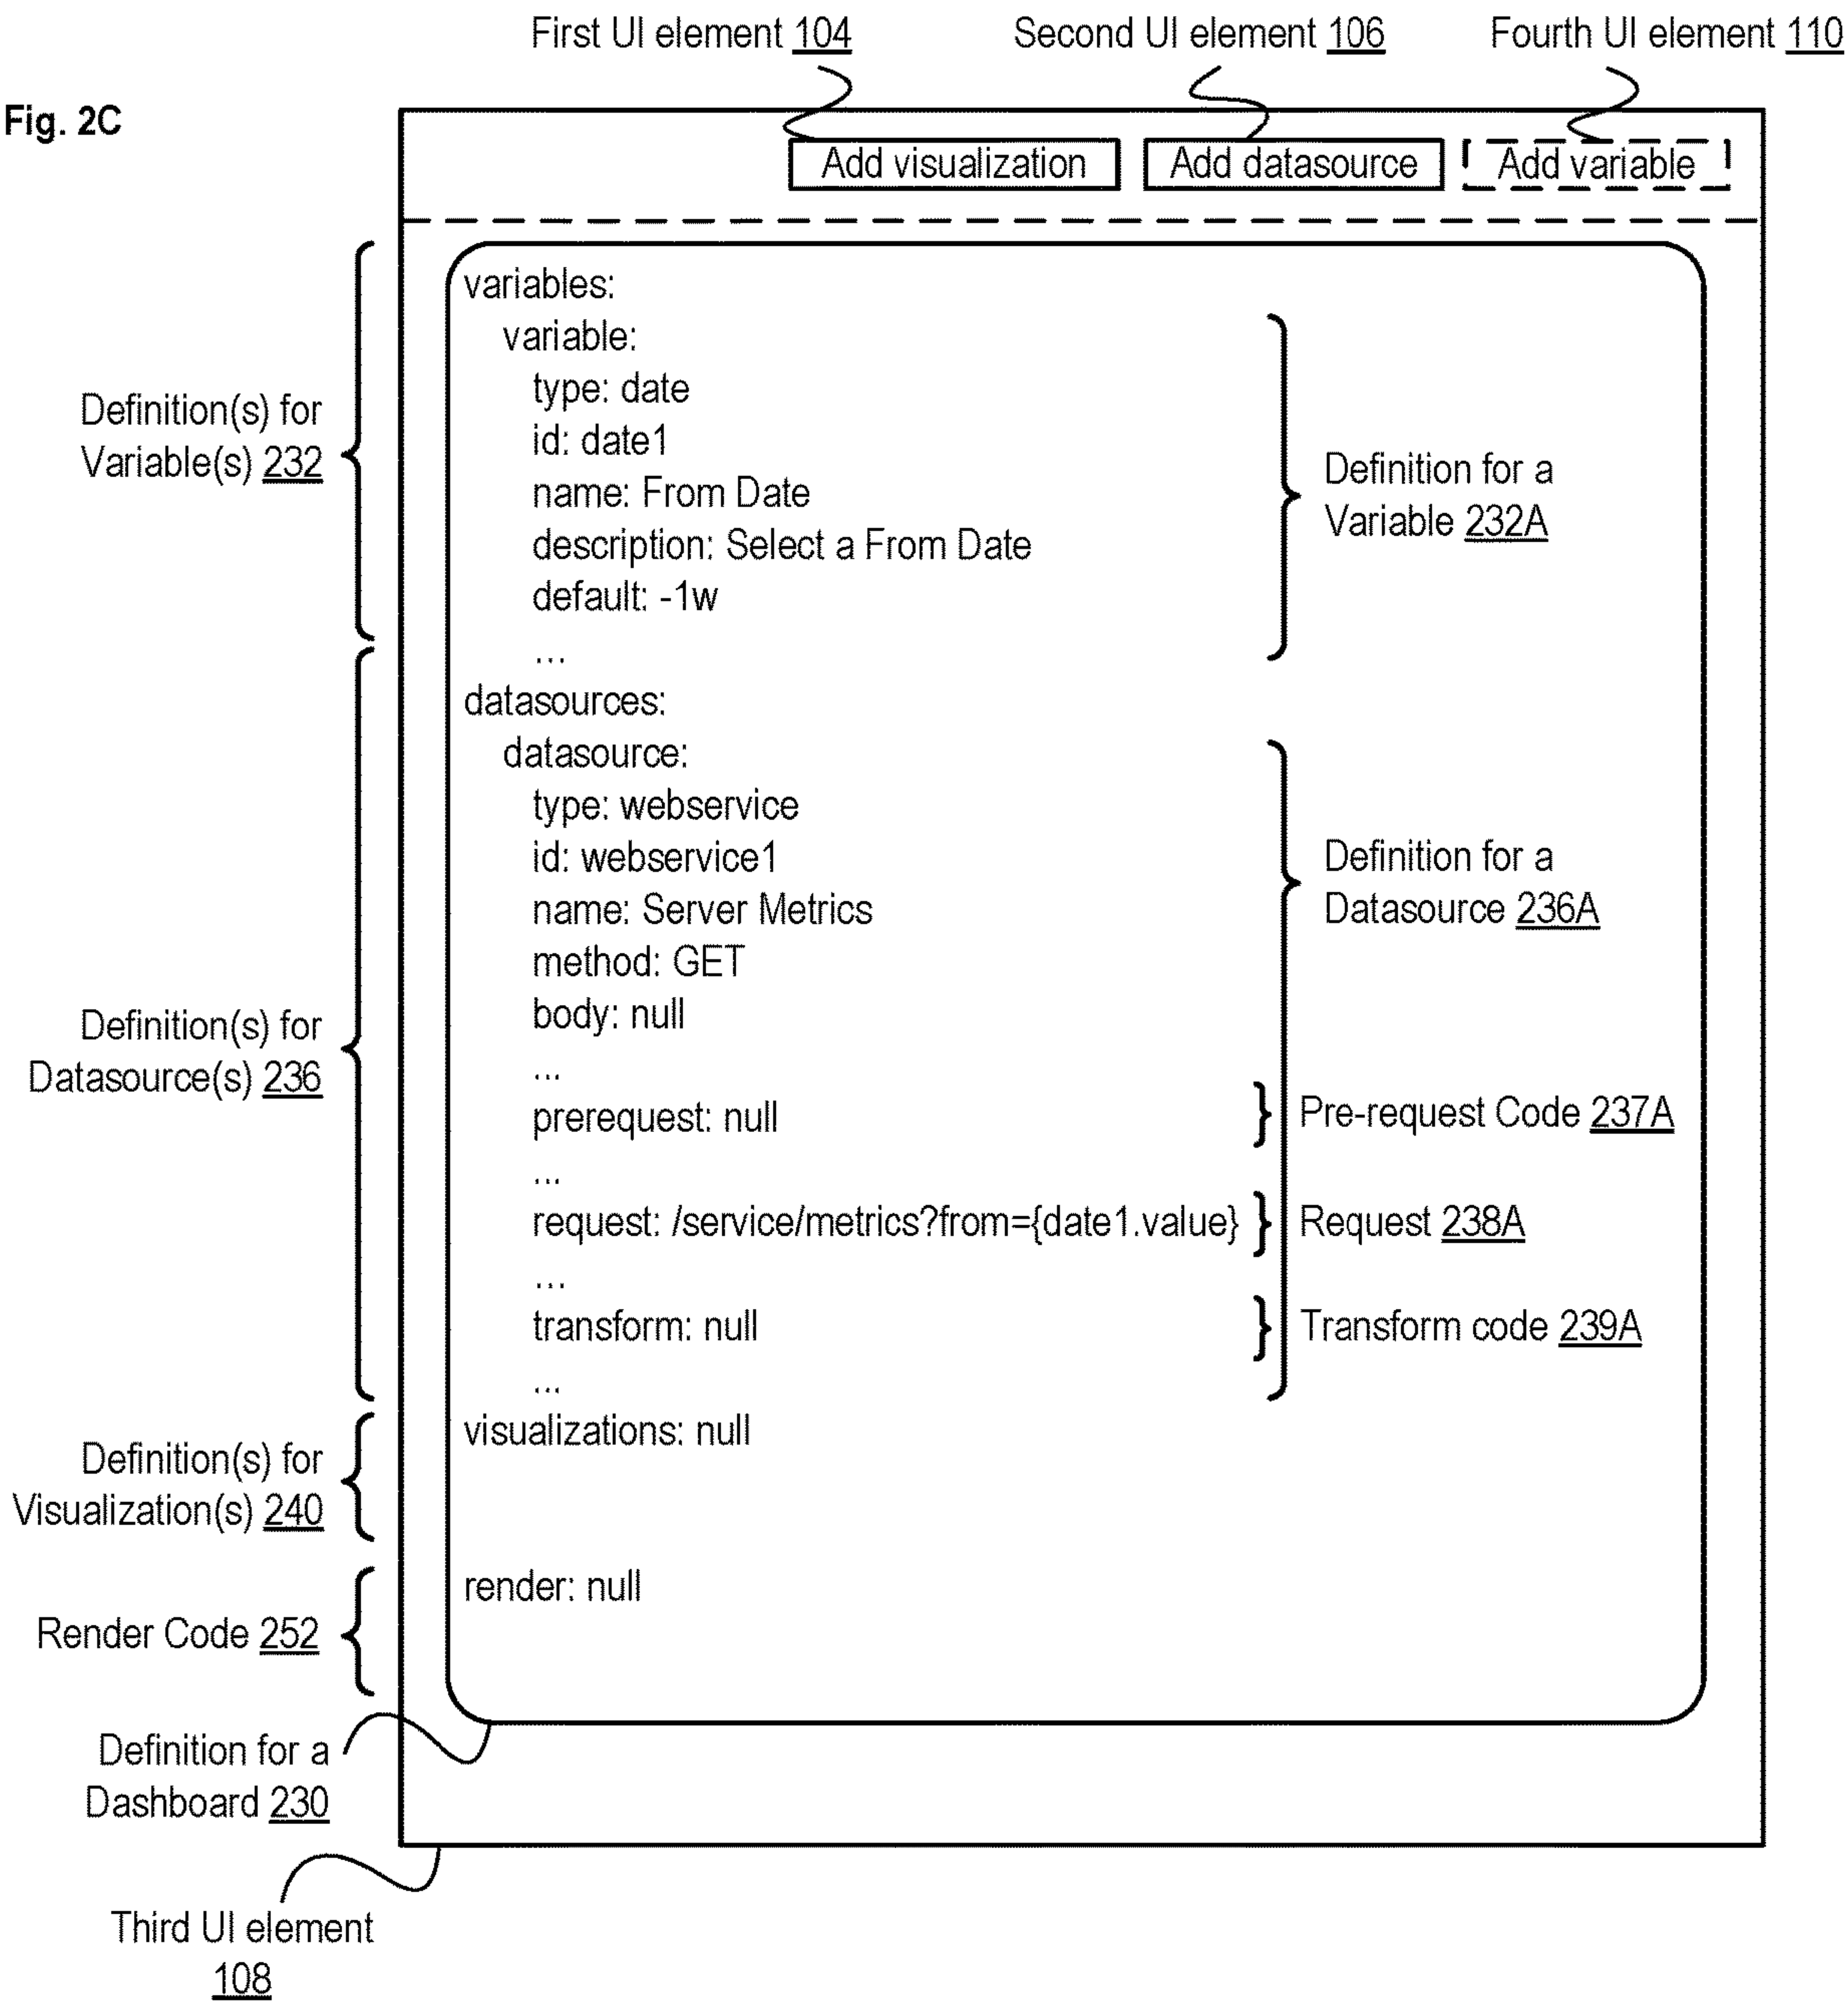 First UI element 104
Second UI element 106
Fourth UI element 110
Fig. 2C
Add visualization
Add datasource
Add variable
variables:
variable:
type: date
id: date1
name: From Date
description: Select a From Date
default: -1w
...
Definition(s) for
Variable(s) 232
Definition for a
Variable 232A
datasources:
datasource:
type: webservice
id: webservice1
name: Server Metrics
method: GET
body: null
...
prerequest: null
...
request: /service/metrics?from={date1.value}
...
transform: null
...
Definition(s) for
Datasource(s) 236
Definition for a
Datasource 236A
Pre-request Code 237A
Request 238A
Transform code 239A
visualizations: null
Definition(s) for
Visualization(s) 240
render: null
Render Code 252
Definition for a
Dashboard 230
Third UI element
108